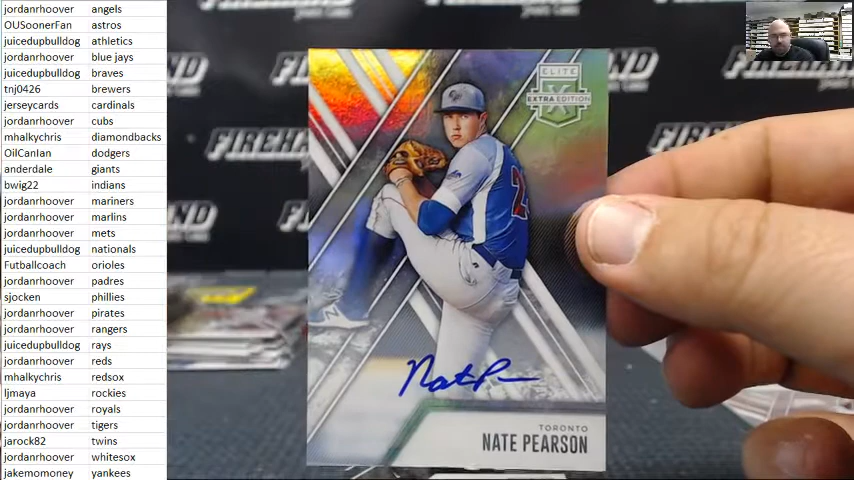 jordanrhoover angels
OUSoonerFan astros
juicedupbulldog athletics
jordanrhoover blue jays
juicedupbulldog braves
tnj0426 brewers
jerseycards cardinals
jordanrhoover cubs
mhalkychris diamondbacks
OilCanIan dodgers
anderdale giants
bwig22 indians
jordanrhoover mariners
jordanrhoover marlins
jordanrhoover mets
juicedupbulldog nationals
Futballcoach orioles
jordanrhoover padres
sjocken phillies
jordanrhoover pirates
jordanrhoover rangers
juicedupbulldog rays
jordanrhoover reds
mhalkychris redsox
ljmaya rockies
jordanrhoover royals
jordanrhoover tigers
jarock82 twins
jordanrhoover whitesox
jakemomoney yankees
FIREHAND
ELITE
X
EXTRA EDITION
TORONTO
NATE PEARSON